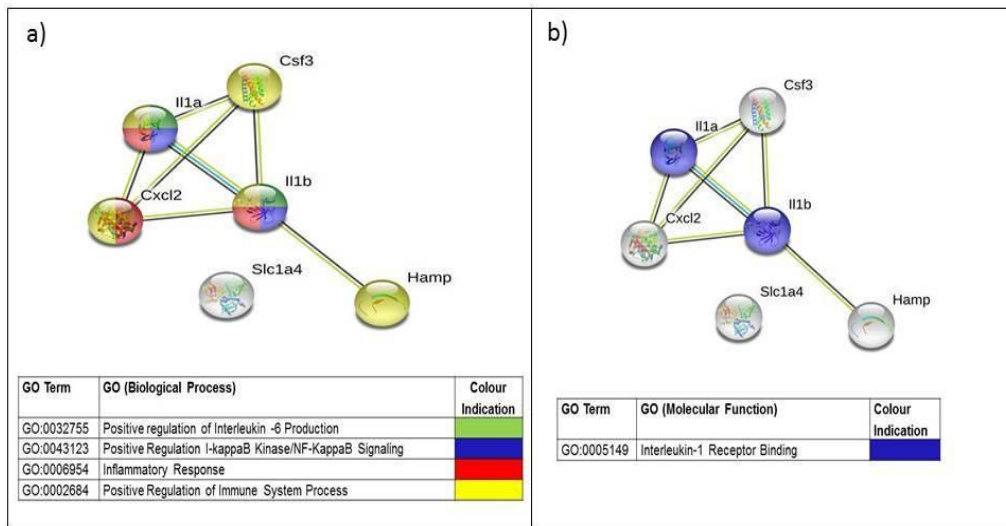 a)
Csf3
Il1a
Cxcl2
Il1b
Slc1a4
Hamp
GO Term GO (Biological Process) Colour Indication
GO:0032755 Positive regulation of Interleukin -6 Production
GO:0043123 Positive Regulation I-kappaB Kinase/NF-KappaB Signaling
GO:0006954 Inflammatory Response
GO:0002684 Positive Regulation of Immune System Process
b)
Csf3
Il1a
Cxcl2
Il1b
Slc1a4
Hamp
GO Term GO (Molecular Function) Colour Indication
GO:0005149 Interleukin-1 Receptor Binding